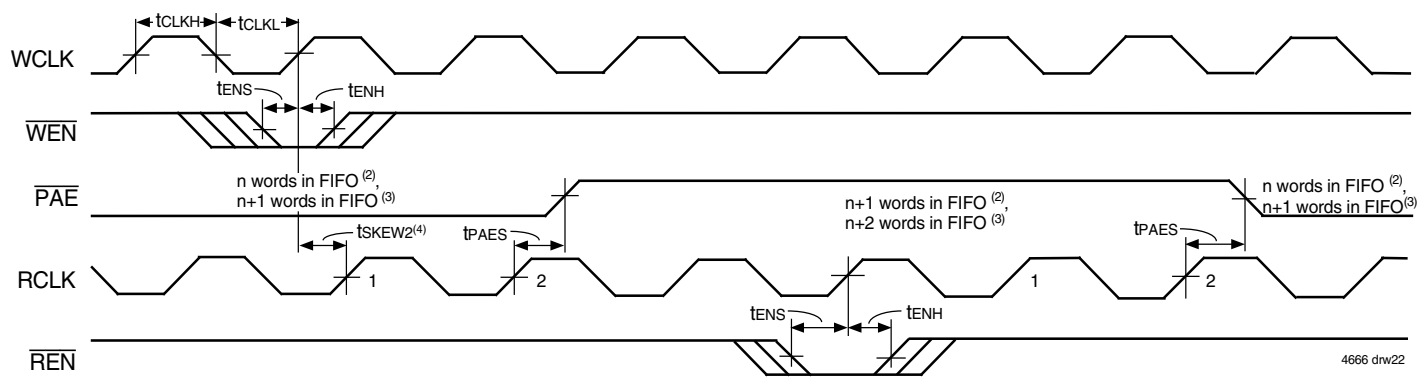 tCLKH
tCLKL
WCLK
tENS
tENH
WEN
n words in FIFO (2),
n+1 words in FIFO (3)
PAE
n+1 words in FIFO (2),
n+2 words in FIFO (3)
n words in FIFO (2),
n+1 words in FIFO(3)
tSKEW2(4)
tPAES
tPAES
RCLK
1
2
1
2
tENS
tENH
REN
4666 drw22